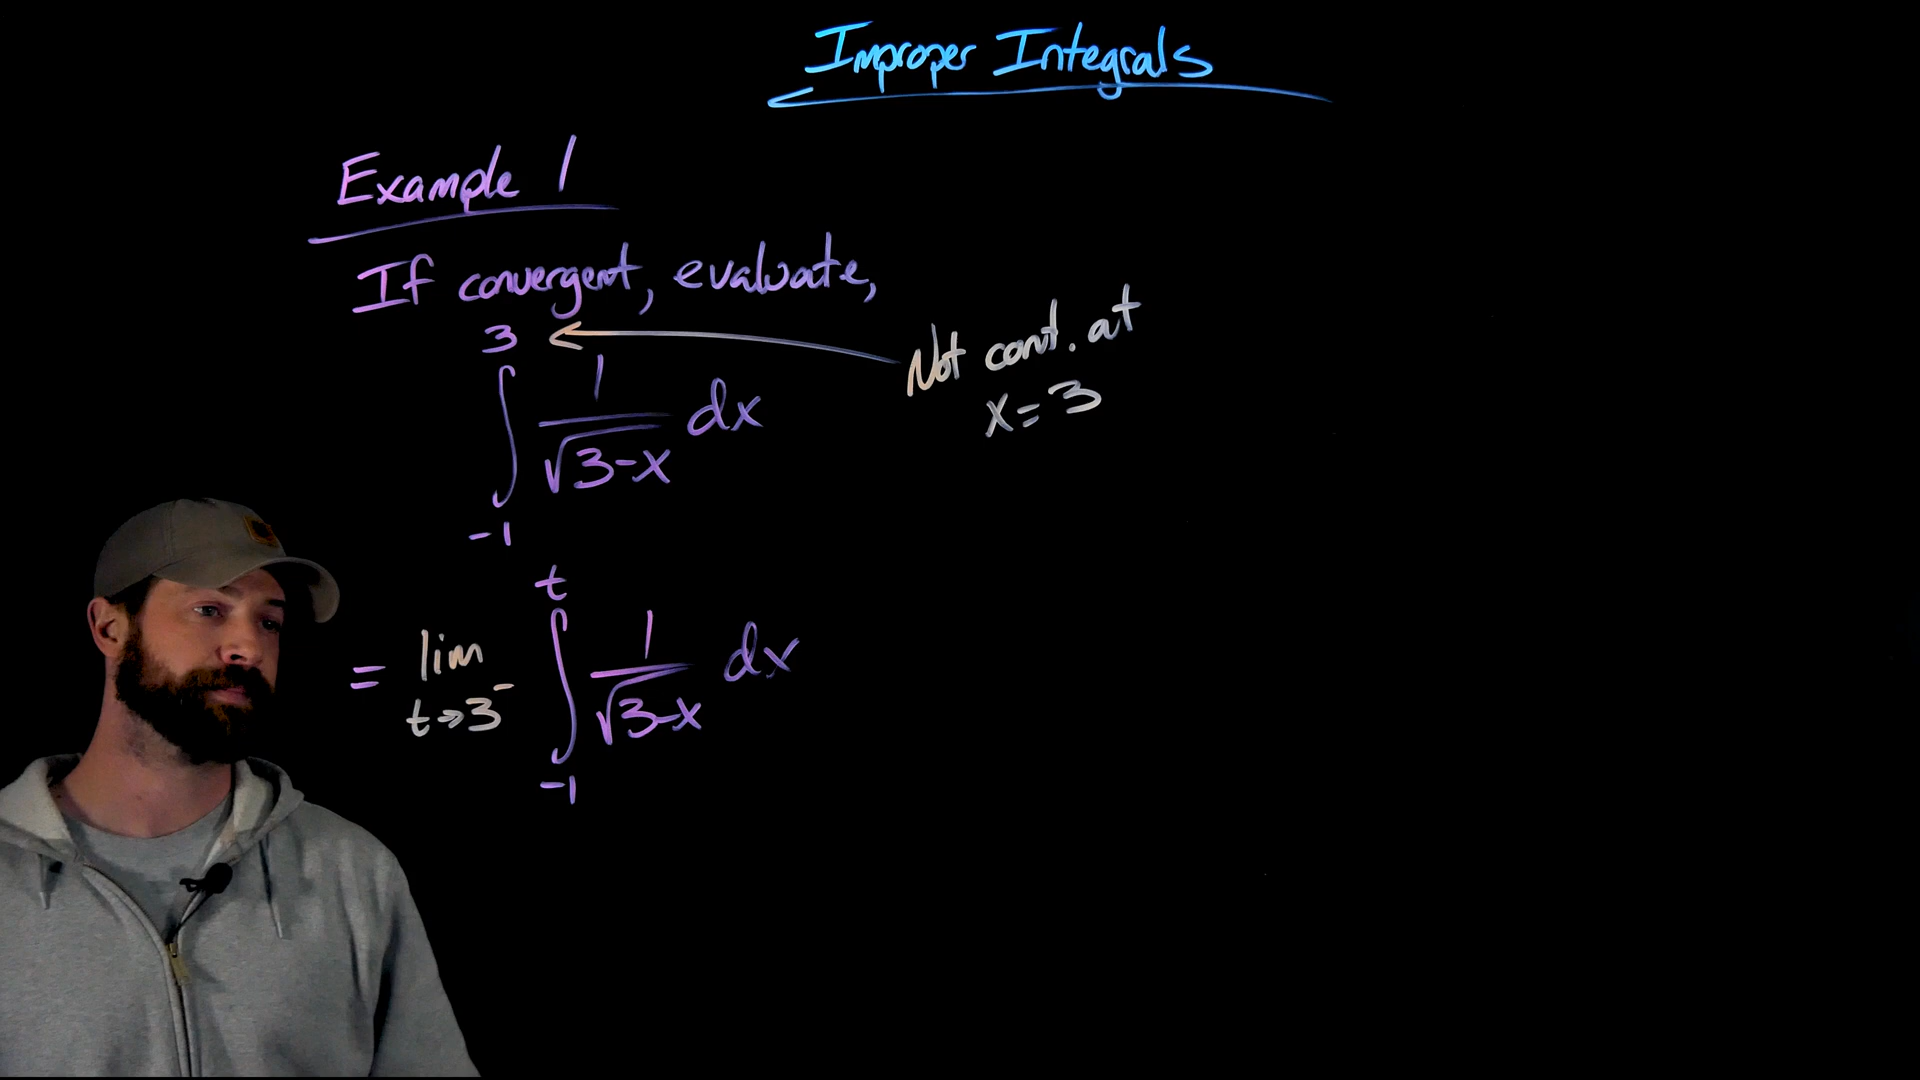 Improper Integrals
Example 1
If convergent, evaluate,
∫_{-1}^{3} 1/√(3-x) dx
Not cont. at
x=3
= lim_{t→3⁻} ∫_{-1}^{t} 1/√(3-x) dx